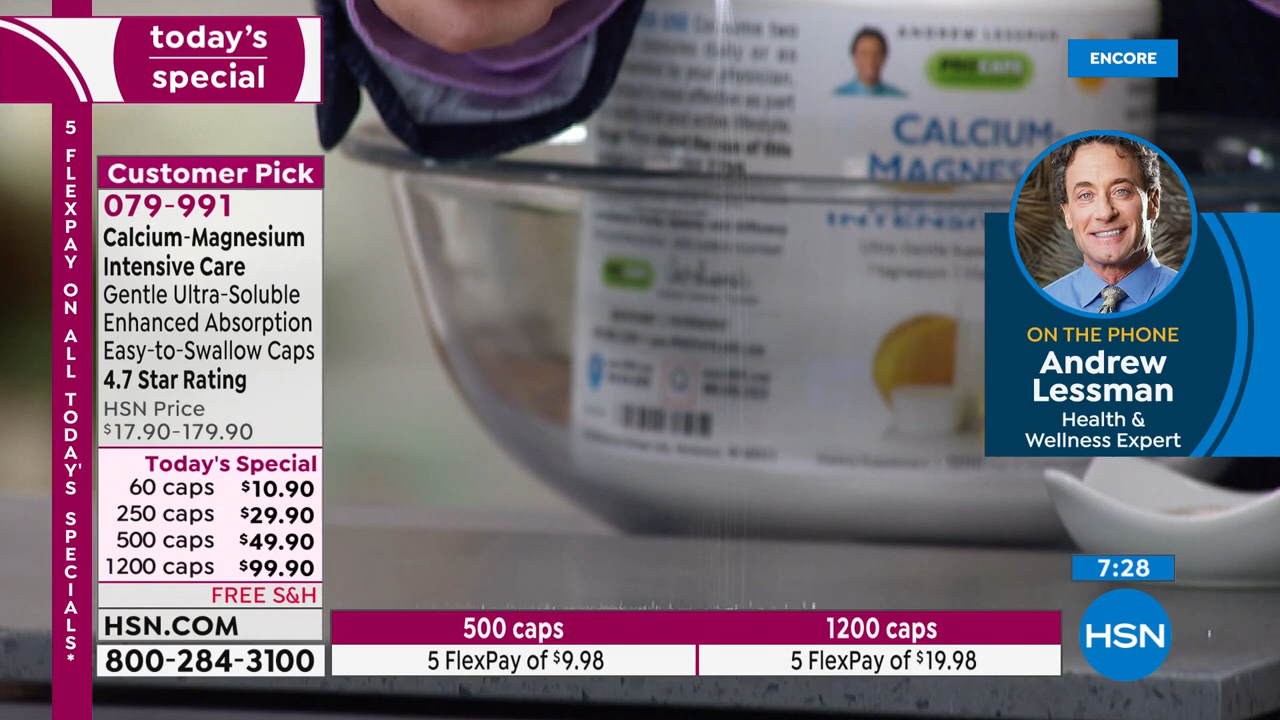 today's
special
5 FLEXPAY ON ALL TODAY'S SPECIALS*
Customer Pick
079-991
Calcium-Magnesium
Intensive Care
Gentle Ultra-Soluble
Enhanced Absorption
Easy-to-Swallow Caps
4.7 Star Rating
HSN Price
$17.90-179.90
Today's Special
60 caps $10.90
250 caps $29.90
500 caps $49.90
1200 caps $99.90
FREE S&H
HSN.COM
800-284-3100
500 caps
5 FlexPay of $9.98
1200 caps
5 FlexPay of $19.98
ANDREW LESSMAN
CALCIUM-
MAGNES
INTENSI
ENCORE
ON THE PHONE
Andrew
Lessman
Health &
Wellness Expert
7:28
HSN